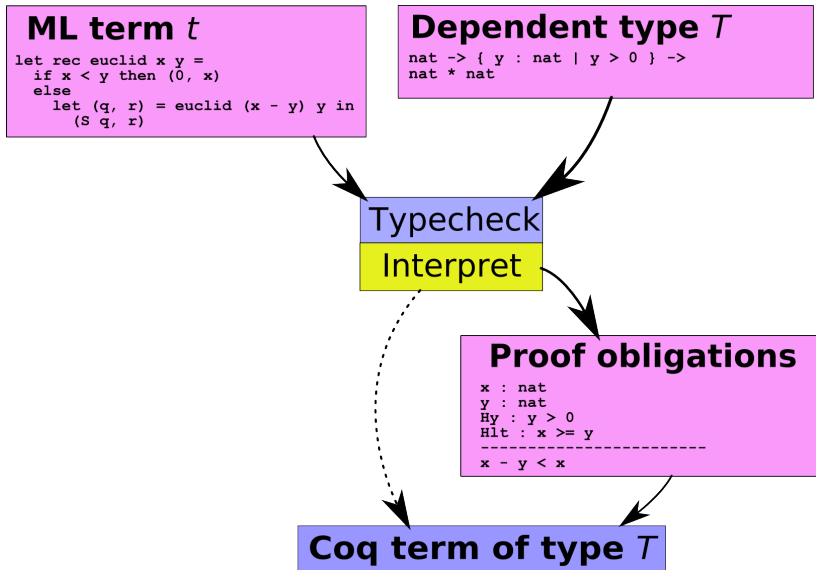 ML term t
let rec euclid x y =
if x < y then (0, x)
else
let (q, r) = euclid (x - y) y in
(S q, r)
Dependent type T
nat -> { y : nat | y > 0 } ->
nat * nat
Typecheck
Interpret
Proof obligations
x : nat
y : nat
Hy : y > 0
Hlt : x >= y
------------------------
x - y < x
Coq term of type T